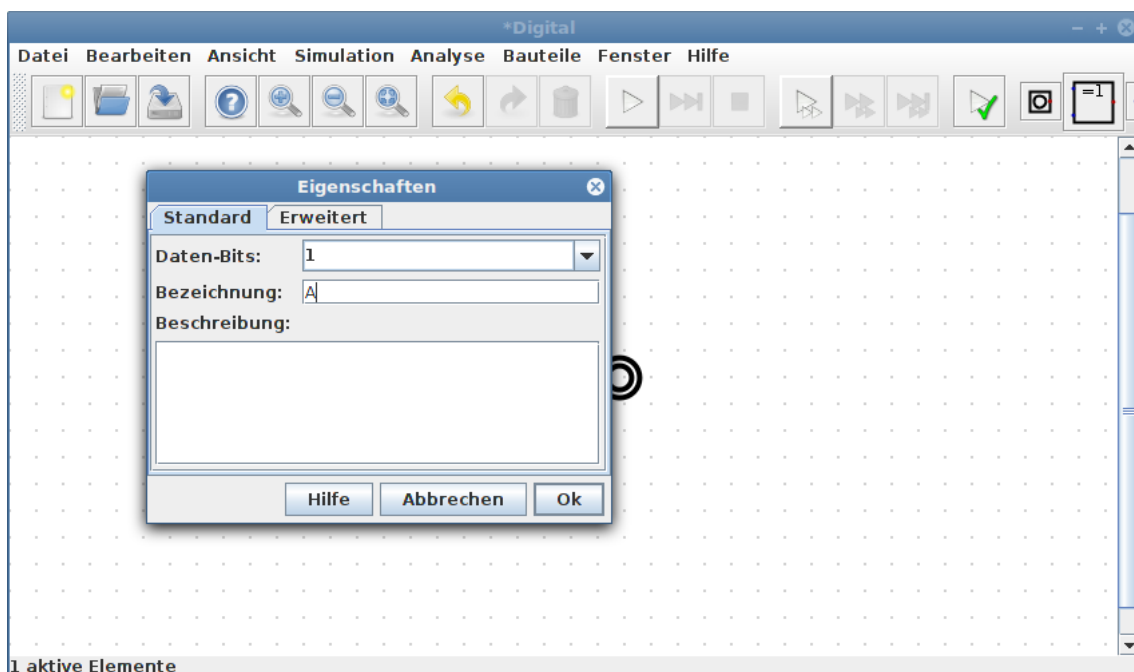 *Digital
Datei Bearbeiten Ansicht Simulation Analyse Bauteile Fenster Hilfe
=1
Eigenschaften
Standard Erweitert
Daten-Bits: 1
Bezeichnung: A
Beschreibung:
Hilfe Abbrechen Ok
1 aktive Elemente